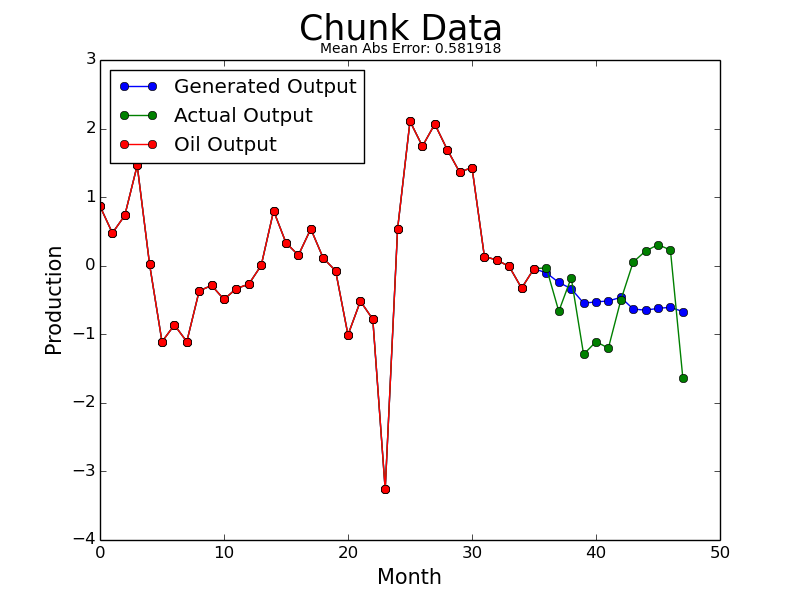 Chunk Data
Mean Abs Error: 0.581918
Generated Output
Actual Output
Oil Output
3
2
1
0
−1
−2
−3
−4
Production
0 10 20 30 40 50
Month